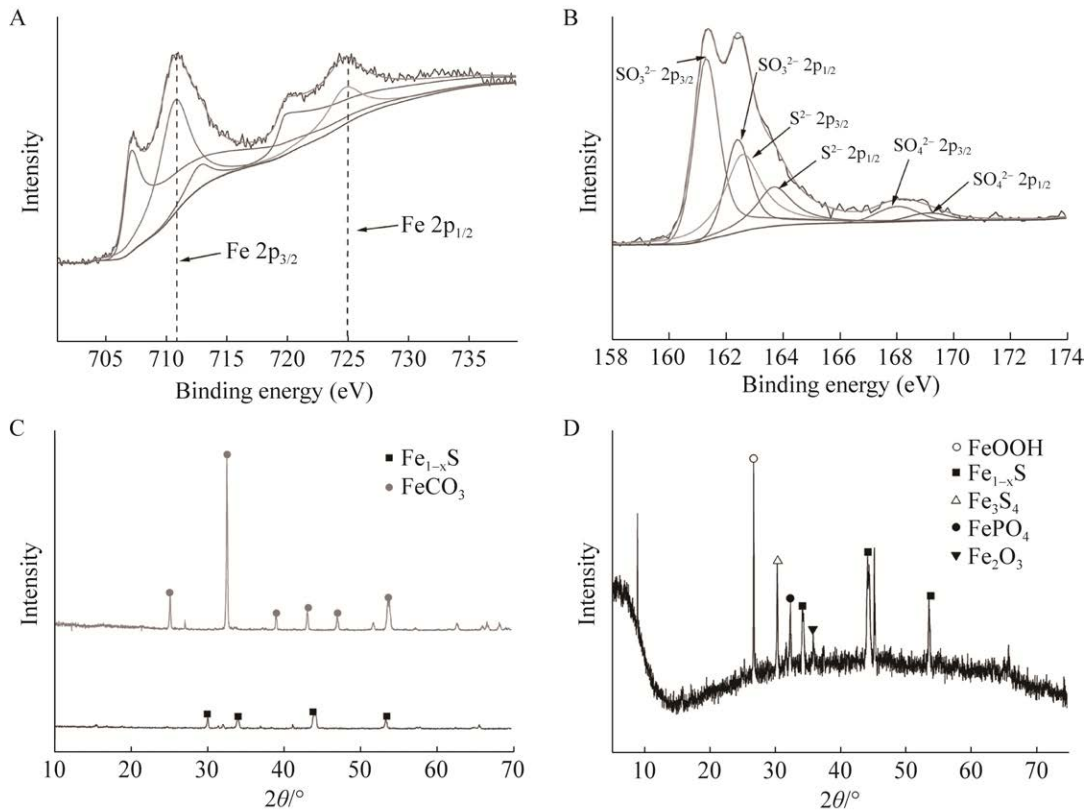 A
Intensity
Fe 2p₃/₂
Fe 2p₁/₂
705 710 715 720 725 730 735
Binding energy (eV)
B
Intensity
SO₃²⁻ 2p₃/₂
SO₃²⁻ 2p₁/₂
S²⁻ 2p₃/₂
S²⁻ 2p₁/₂
SO₄²⁻ 2p₃/₂
SO₄²⁻ 2p₁/₂
158 160 162 164 166 168 170 172 174
Binding energy (eV)
C
Intensity
Fe₁₋ₓS
FeCO₃
10 20 30 40 50 60 70
2θ/°
D
Intensity
FeOOH
Fe₁₋ₓS
Fe₃S₄
FePO₄
Fe₂O₃
10 20 30 40 50 60 70
2θ/°